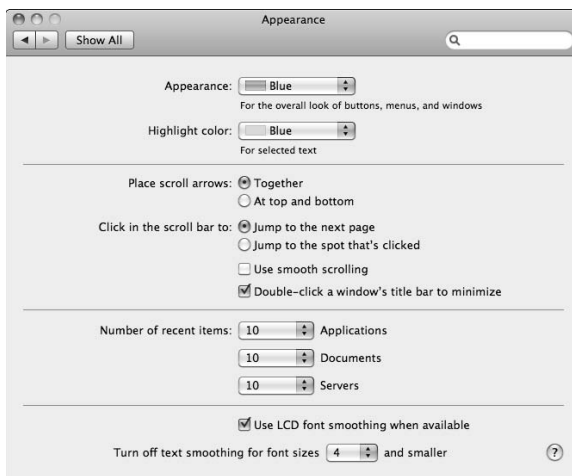 Appearance
Show All
Appearance: Blue
For the overall look of buttons, menus, and windows
Highlight color: Blue
For selected text
Place scroll arrows: Together
At top and bottom
Click in the scroll bar to: Jump to the next page
Jump to the spot that's clicked
Use smooth scrolling
Double-click a window's title bar to minimize
Number of recent items: 10 Applications
10 Documents
10 Servers
Use LCD font smoothing when available
Turn off text smoothing for font sizes 4 and smaller ?